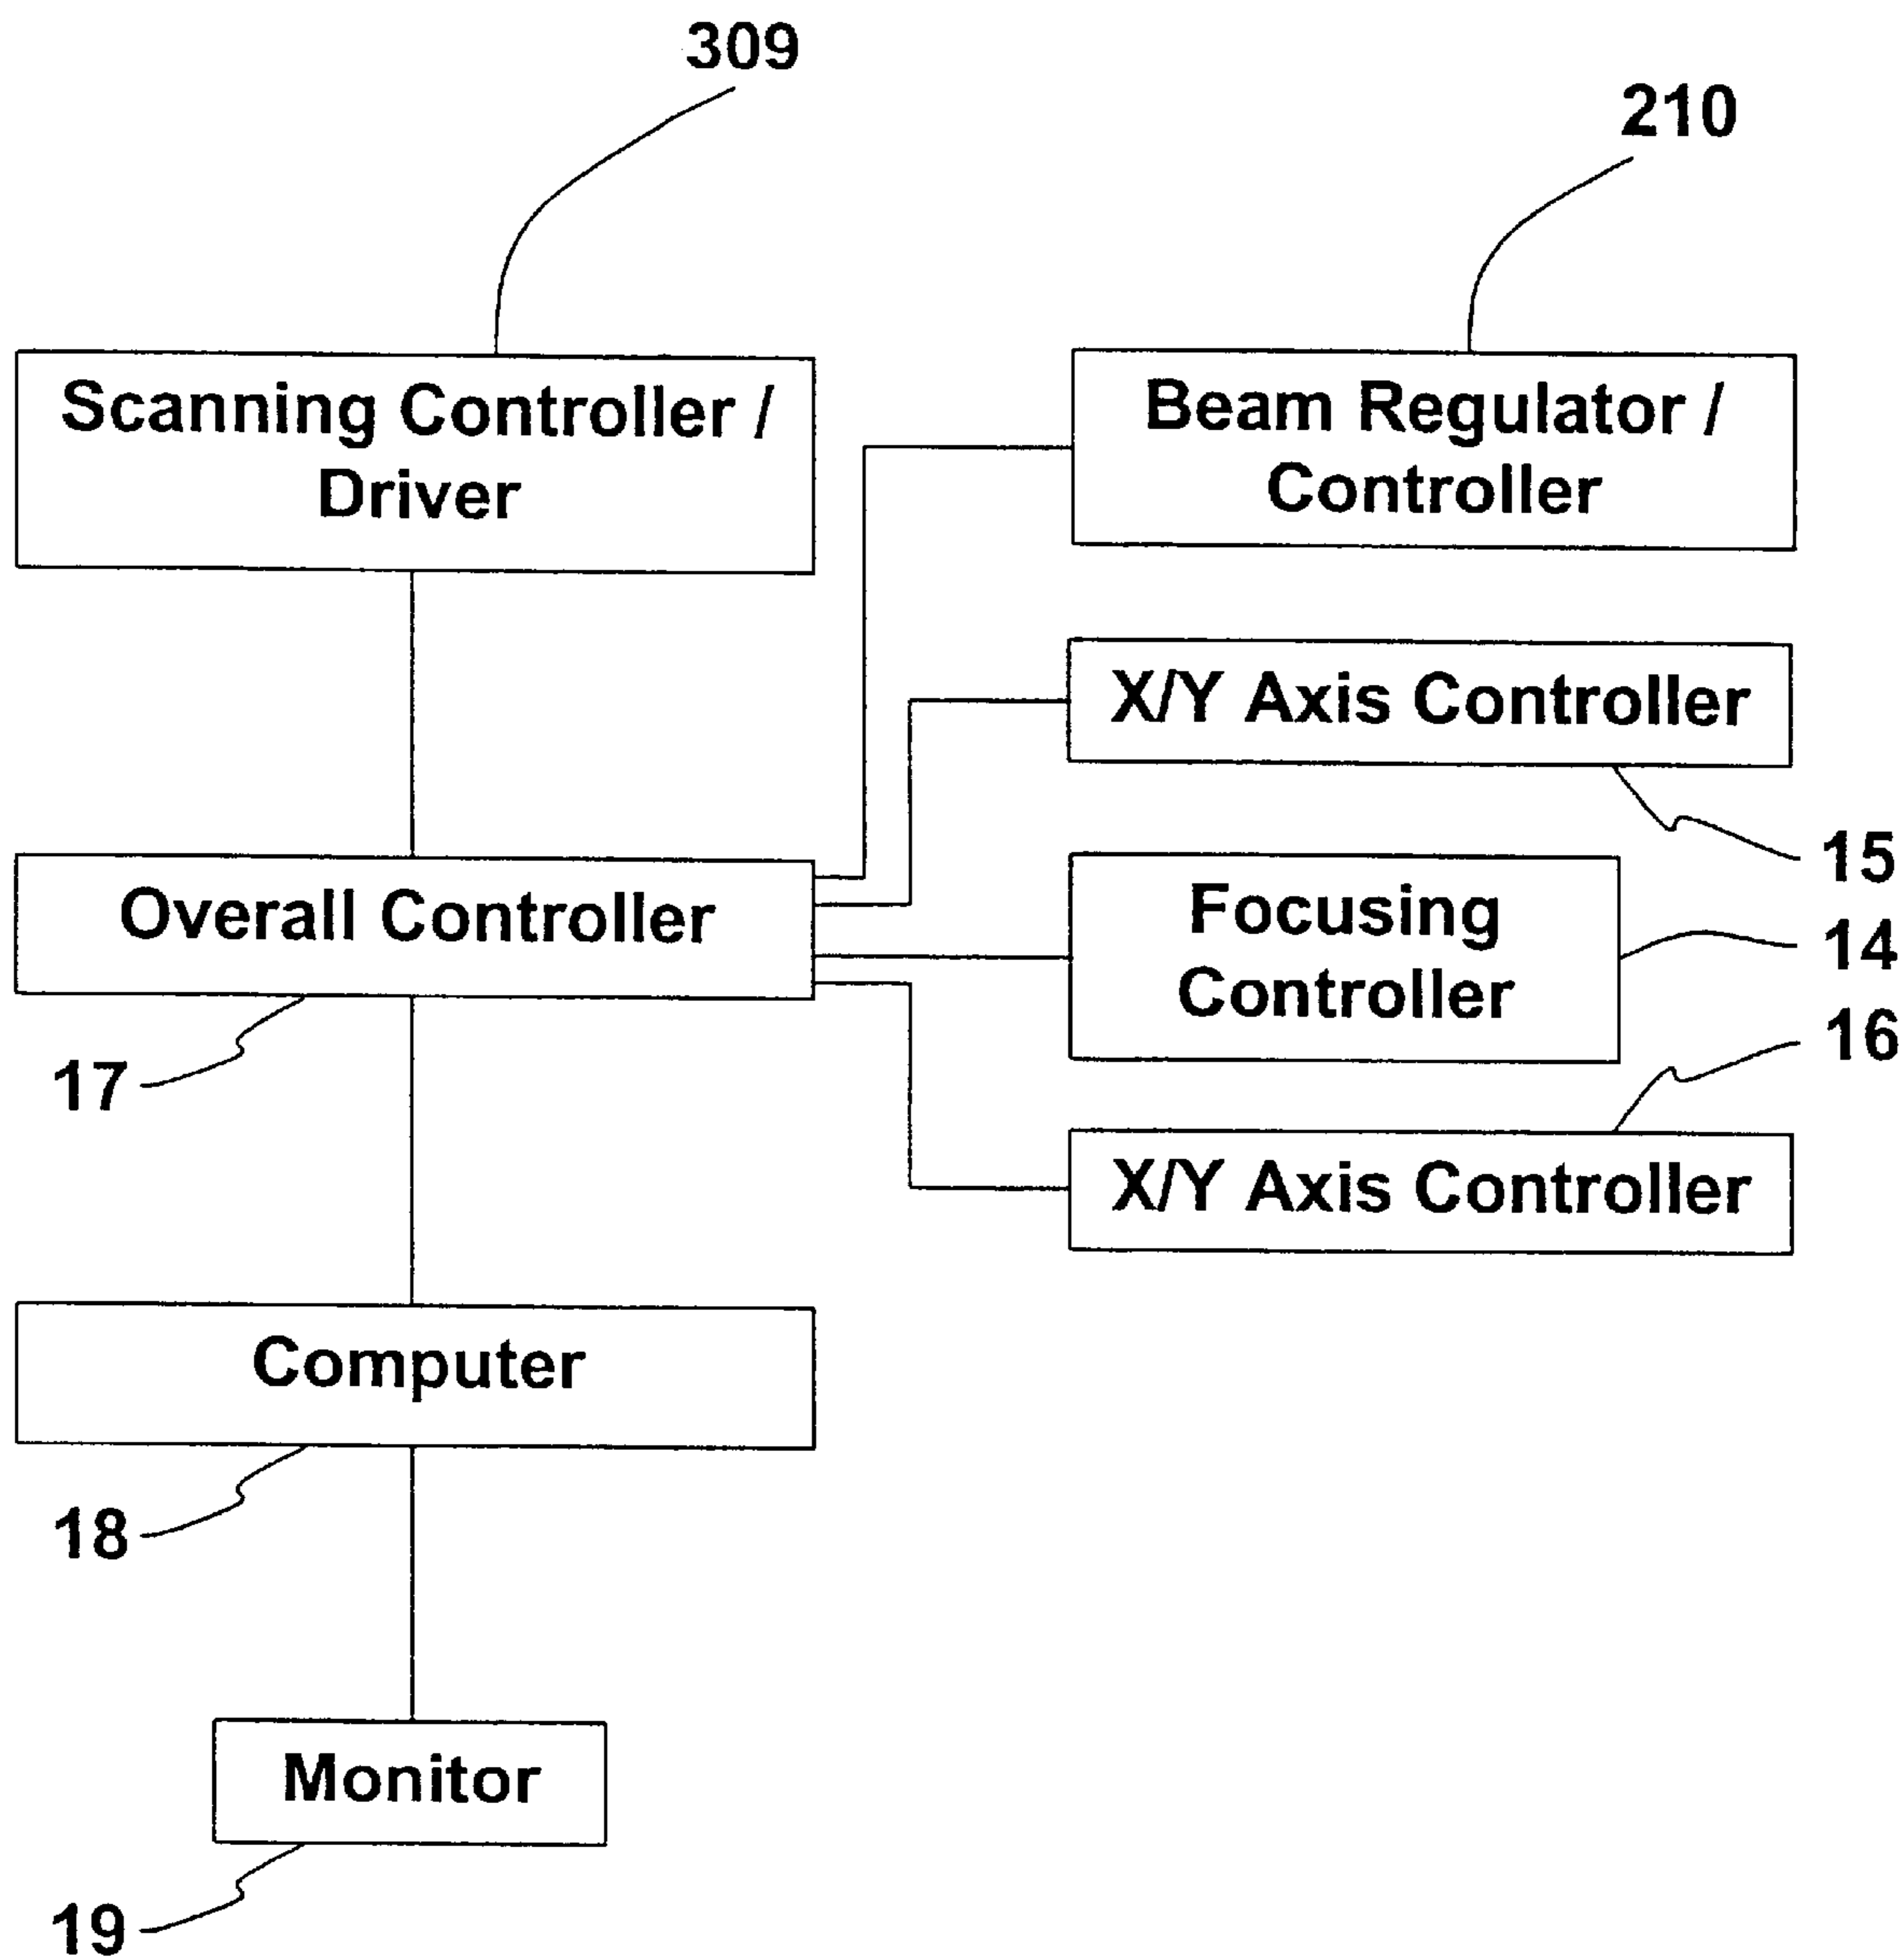 309
210
Scanning Controller /
Driver
Beam Regulator /
Controller
X/Y Axis Controller
15
Overall Controller
17
Focusing
Controller
14
16
X/Y Axis Controller
Computer
18
Monitor
19